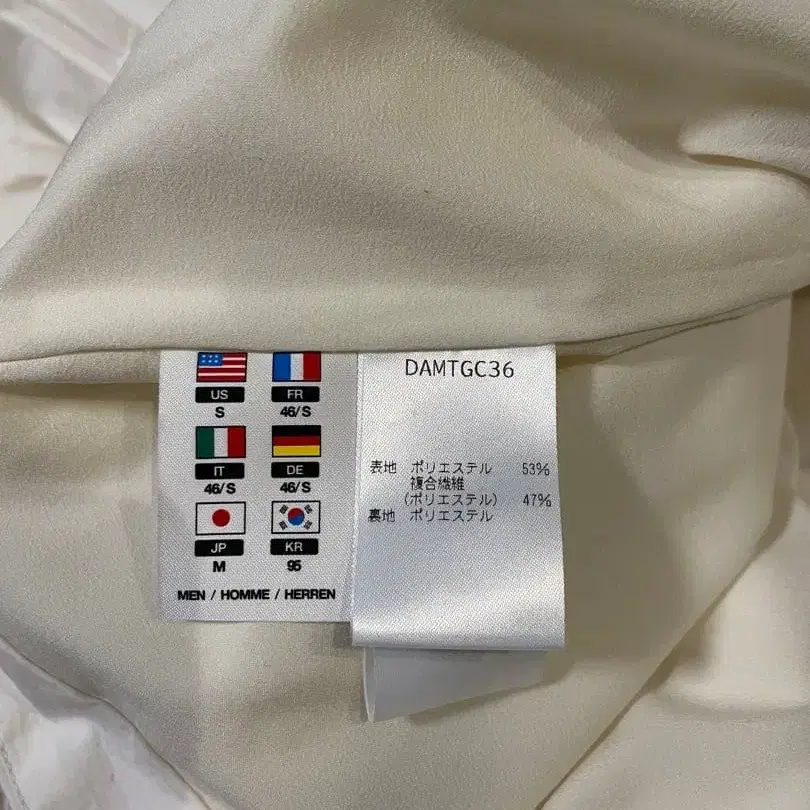 US FR
S 46/S
IT DE
46/S 46/S
JP KR
M 95
MEN / HOMME / HERREN
DAMTGC36
表地 ポリエステル 53%
複合繊維
(ポリエステル) 47%
裏地 ポリエステル